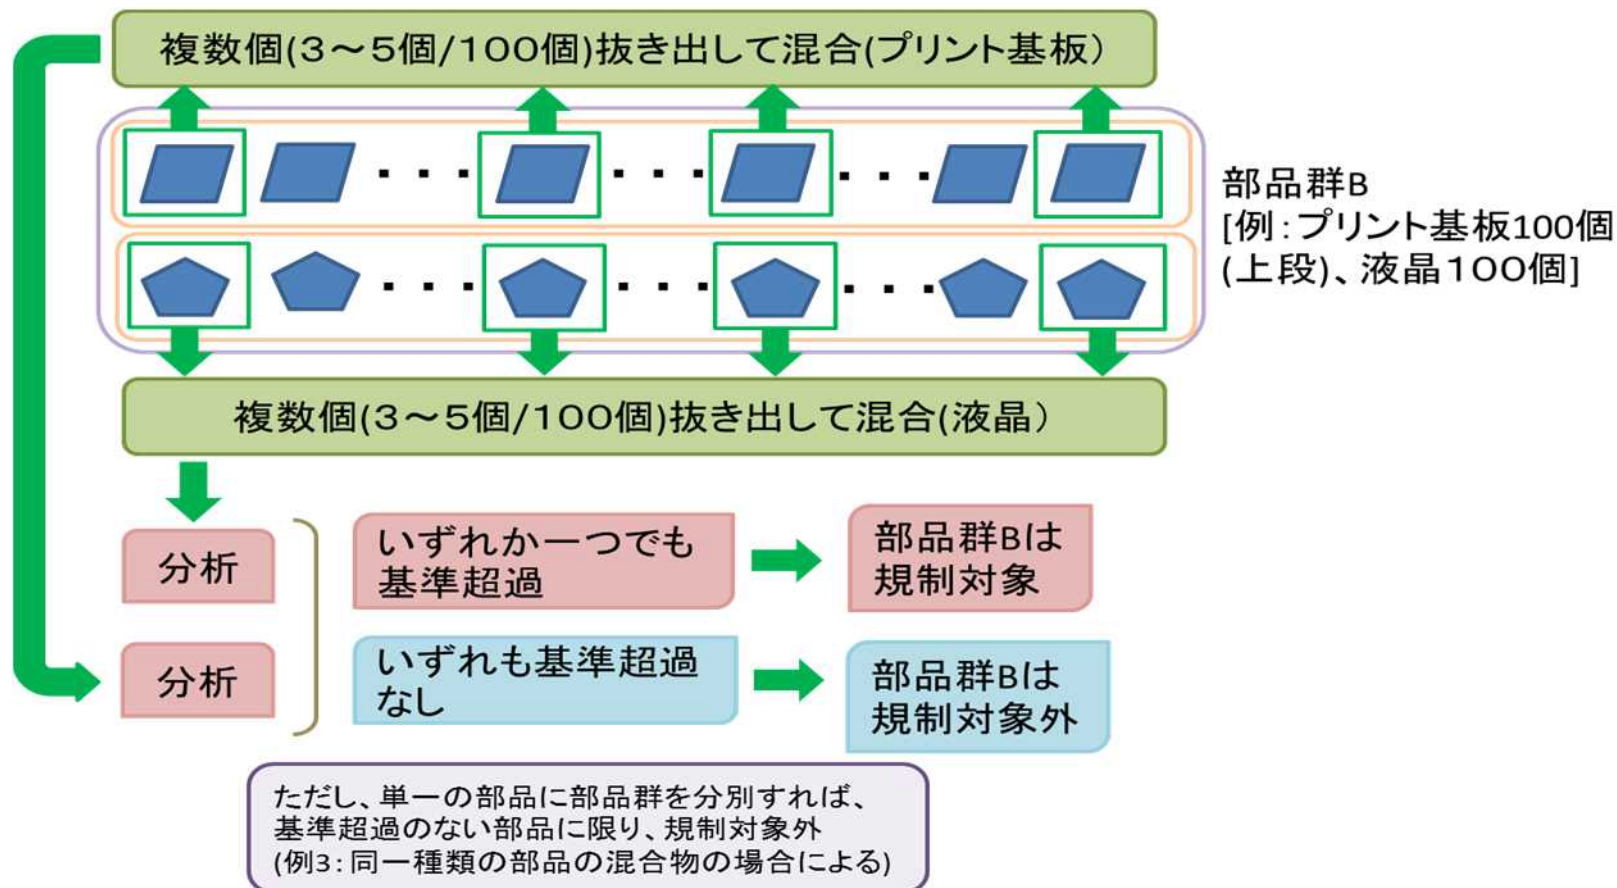 複数個(3～5個/100個)抜き出して混合(プリント基板）
部品群B
[例：プリント基板100個
(上段)、液晶１００個]
・・・ ・・・ ・・・
・・・ ・・・ ・・・
複数個(3～5個/100個)抜き出して混合(液晶）
分析
いずれか一つでも
基準超過
部品群Bは
規制対象
分析
いずれも基準超過
なし
部品群Bは
規制対象外
ただし、単一の部品に部品群を分別すれば、
基準超過のない部品に限り、規制対象外
(例3：同一種類の部品の混合物の場合による)